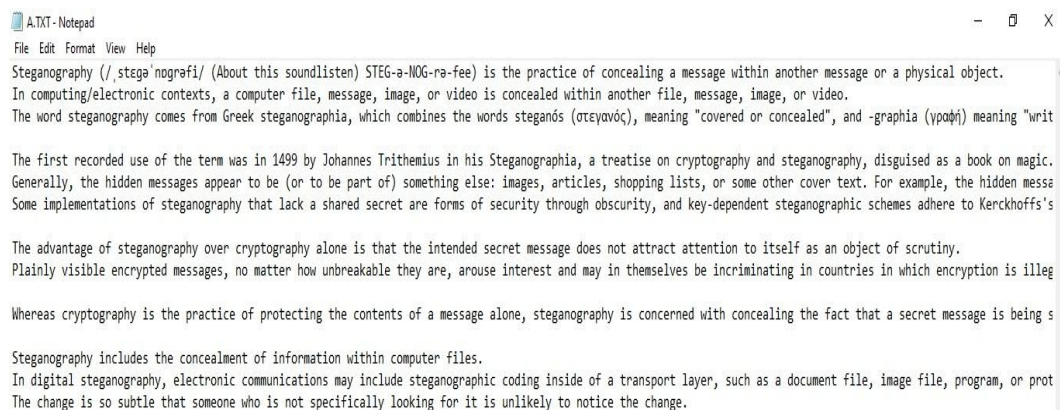 A.TXT - Notepad
File Edit Format View Help
Steganography (/ˌstɛɡəˈnɒɡrəfi/ (About this soundlisten) STEG-ə-NOG-rə-fee) is the practice of concealing a message within another message or a physical object.
In computing/electronic contexts, a computer file, message, image, or video is concealed within another file, message, image, or video.
The word steganography comes from Greek steganographia, which combines the words steganós (στεγανός), meaning "covered or concealed", and -graphia (γραφή) meaning "writ
The first recorded use of the term was in 1499 by Johannes Trithemius in his Steganographia, a treatise on cryptography and steganography, disguised as a book on magic.
Generally, the hidden messages appear to be (or to be part of) something else: images, articles, shopping lists, or some other cover text. For example, the hidden messa
Some implementations of steganography that lack a shared secret are forms of security through obscurity, and key-dependent steganographic schemes adhere to Kerckhoffs's
The advantage of steganography over cryptography alone is that the intended secret message does not attract attention to itself as an object of scrutiny.
Plainly visible encrypted messages, no matter how unbreakable they are, arouse interest and may in themselves be incriminating in countries in which encryption is illeg
Whereas cryptography is the practice of protecting the contents of a message alone, steganography is concerned with concealing the fact that a secret message is being s
Steganography includes the concealment of information within computer files.
In digital steganography, electronic communications may include steganographic coding inside of a transport layer, such as a document file, image file, program, or prot
The change is so subtle that someone who is not specifically looking for it is unlikely to notice the change.